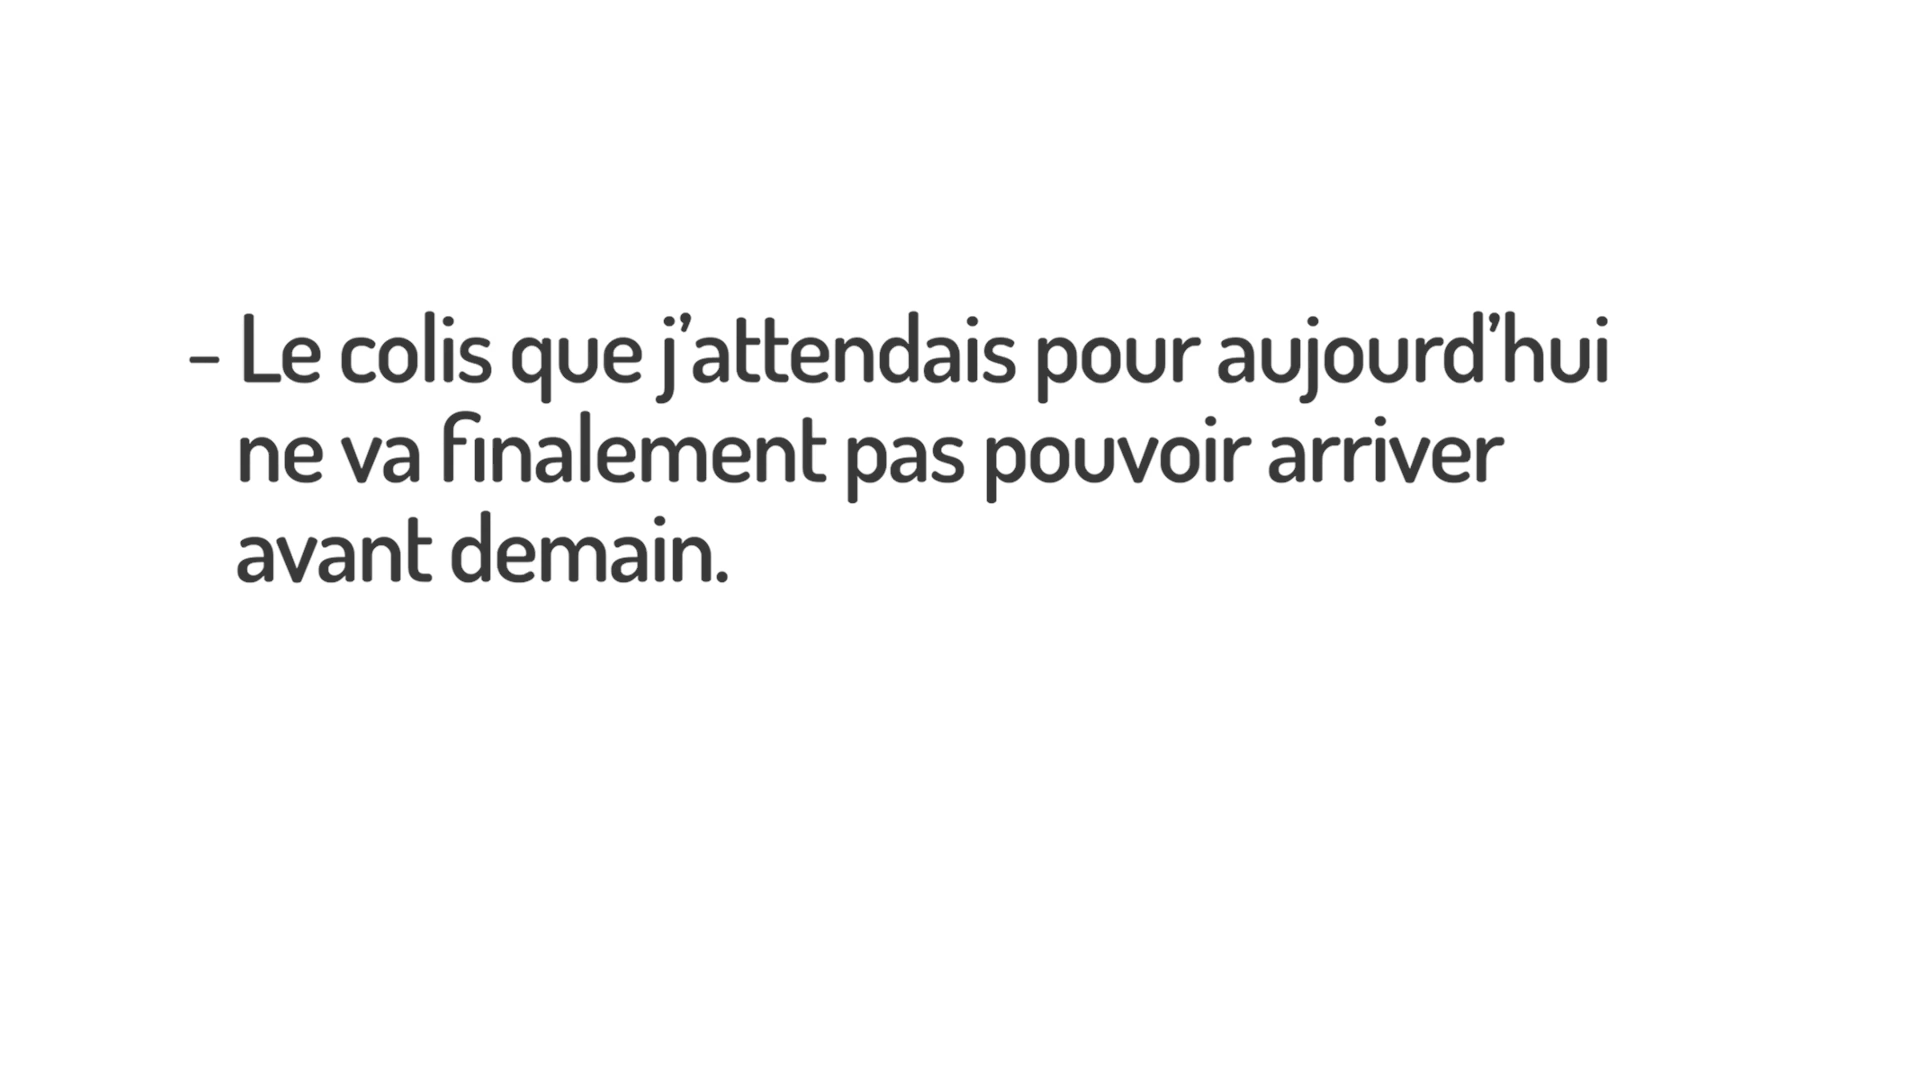 - Le colis que j’attendais pour aujourd’hui
ne va finalement pas pouvoir arriver
avant demain.